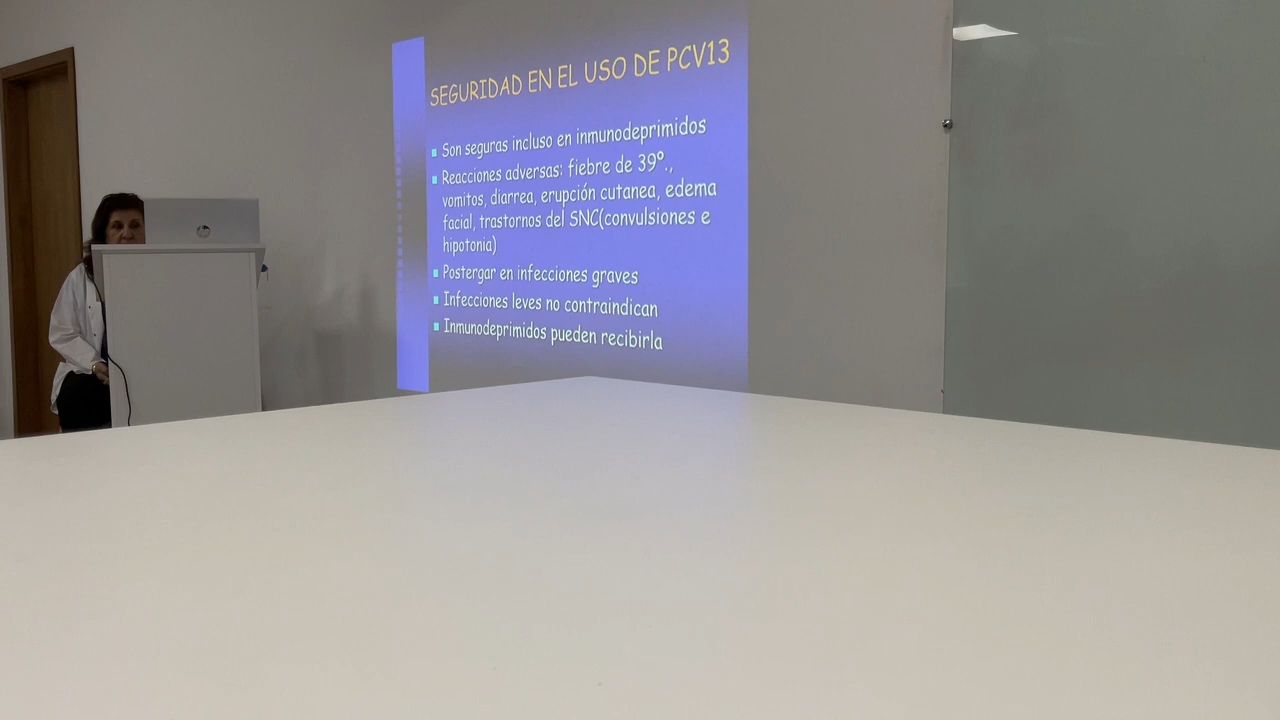 SEGURIDAD EN EL USO DE PCV13
Son seguras incluso en inmunodeprimidos
Reacciones adversas: fiebre de 39º.,
vomitos, diarrea, erupción cutanea, edema
facial, trastornos del SNC(convulsiones e
hipotonia)
Postergar en infecciones graves
Infecciones leves no contraindican
Inmunodeprimidos pueden recibirla